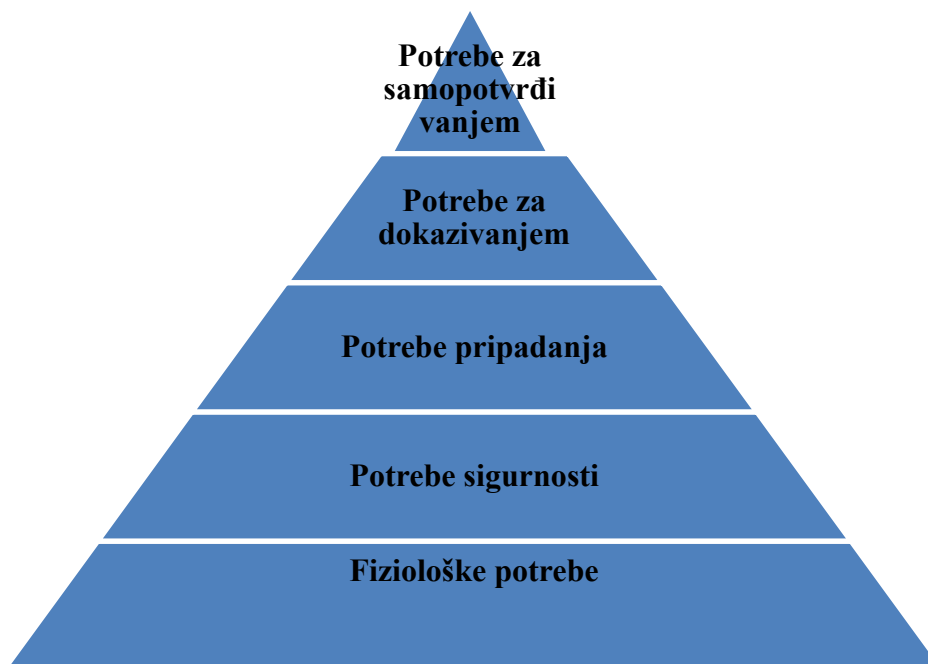 Potrebe za
samopotvrđi
vanjem
Potrebe za
dokazivanjem
Potrebe pripadanja
Potrebe sigurnosti
Fiziološke potrebe